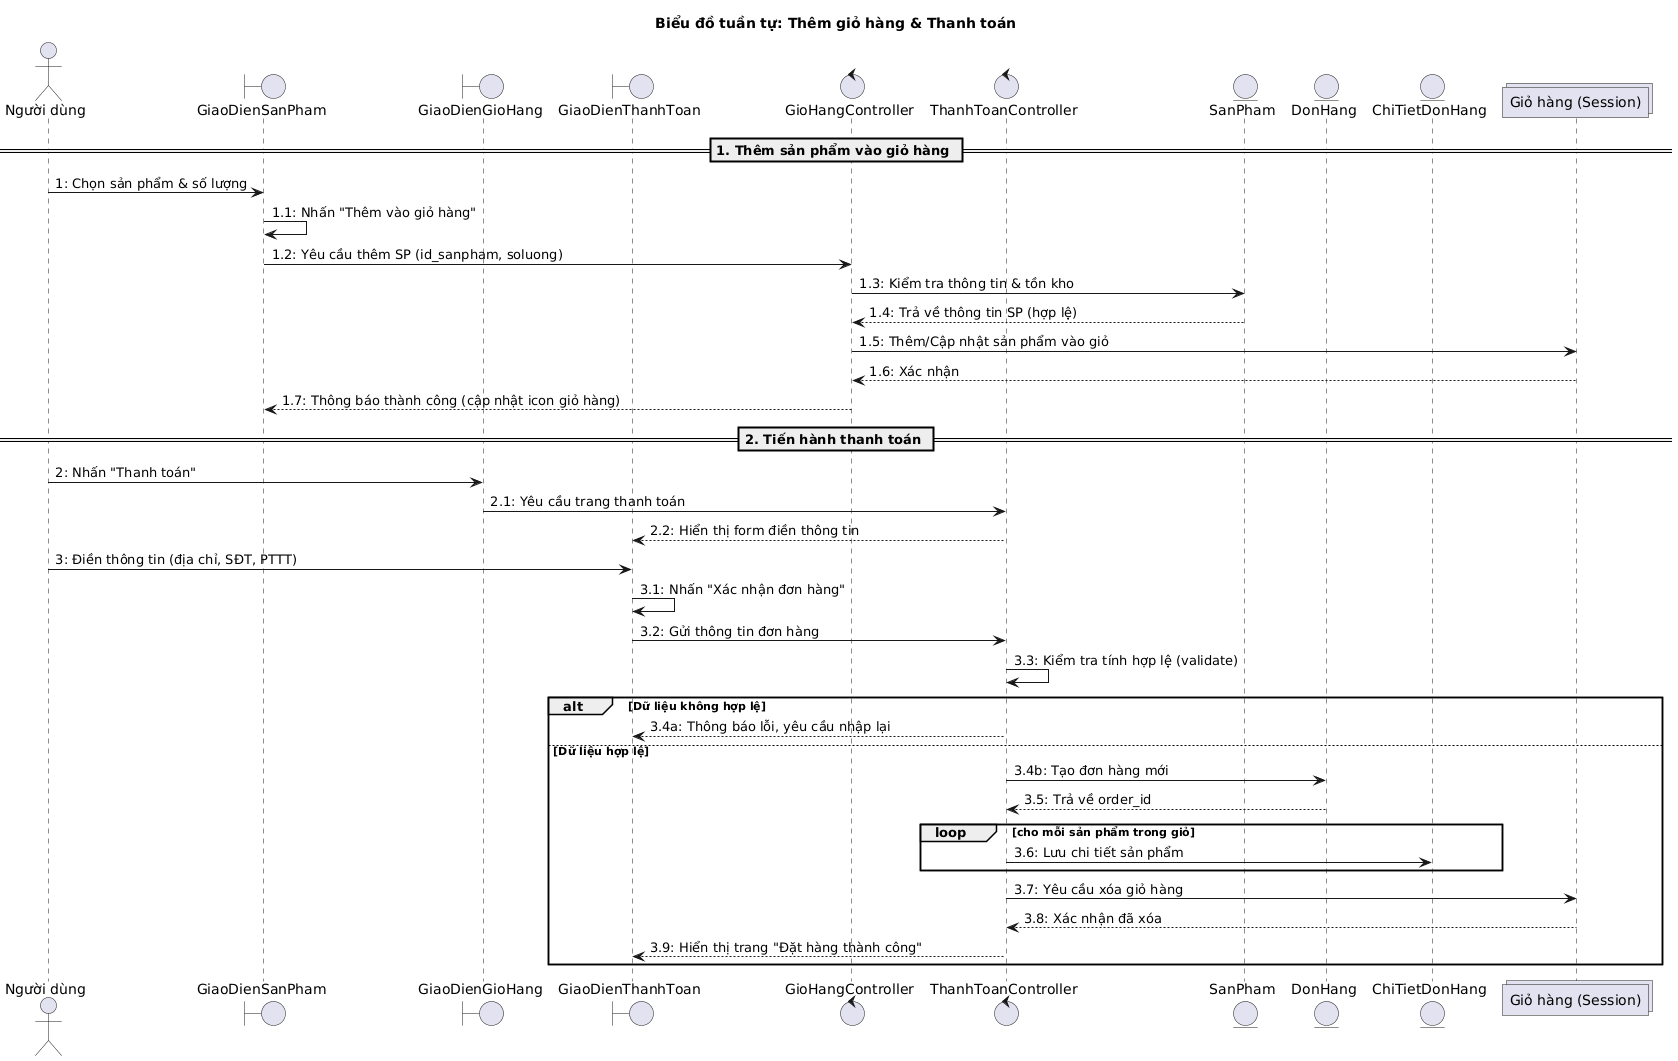 Biểu đồ tuần tự: Thêm giỏ hàng & Thanh toán
Người dùng
GiaoDienSanPham
GiaoDienGioHang
GiaoDienThanhToan
GioHangController
ThanhToanController
SanPham
DonHang
ChiTietDonHang
Giỏ hàng (Session)
1. Thêm sản phẩm vào giỏ hàng
1: Chọn sản phẩm & số lượng
1.1: Nhấn "Thêm vào giỏ hàng"
1.2: Yêu cầu thêm SP (id_sanpham, soluong)
1.3: Kiểm tra thông tin & tồn kho
1.4: Trả về thông tin SP (hợp lệ)
1.5: Thêm/Cập nhật sản phẩm vào giỏ
1.6: Xác nhận
1.7: Thông báo thành công (cập nhật icon giỏ hàng)
2. Tiến hành thanh toán
2: Nhấn "Thanh toán"
2.1: Yêu cầu trang thanh toán
2.2: Hiển thị form điền thông tin
3: Điền thông tin (địa chỉ, SĐT, PTTT)
3.1: Nhấn "Xác nhận đơn hàng"
3.2: Gửi thông tin đơn hàng
3.3: Kiểm tra tính hợp lệ (validate)
alt [Dữ liệu không hợp lệ]
3.4a: Thông báo lỗi, yêu cầu nhập lại
[Dữ liệu hợp lệ]
3.4b: Tạo đơn hàng mới
3.5: Trả về order_id
loop [cho mỗi sản phẩm trong giỏ]
3.6: Lưu chi tiết sản phẩm
3.7: Yêu cầu xóa giỏ hàng
3.8: Xác nhận đã xóa
3.9: Hiển thị trang "Đặt hàng thành công"
Người dùng
GiaoDienSanPham
GiaoDienGioHang
GiaoDienThanhToan
GioHangController
ThanhToanController
SanPham
DonHang
ChiTietDonHang
Giỏ hàng (Session)